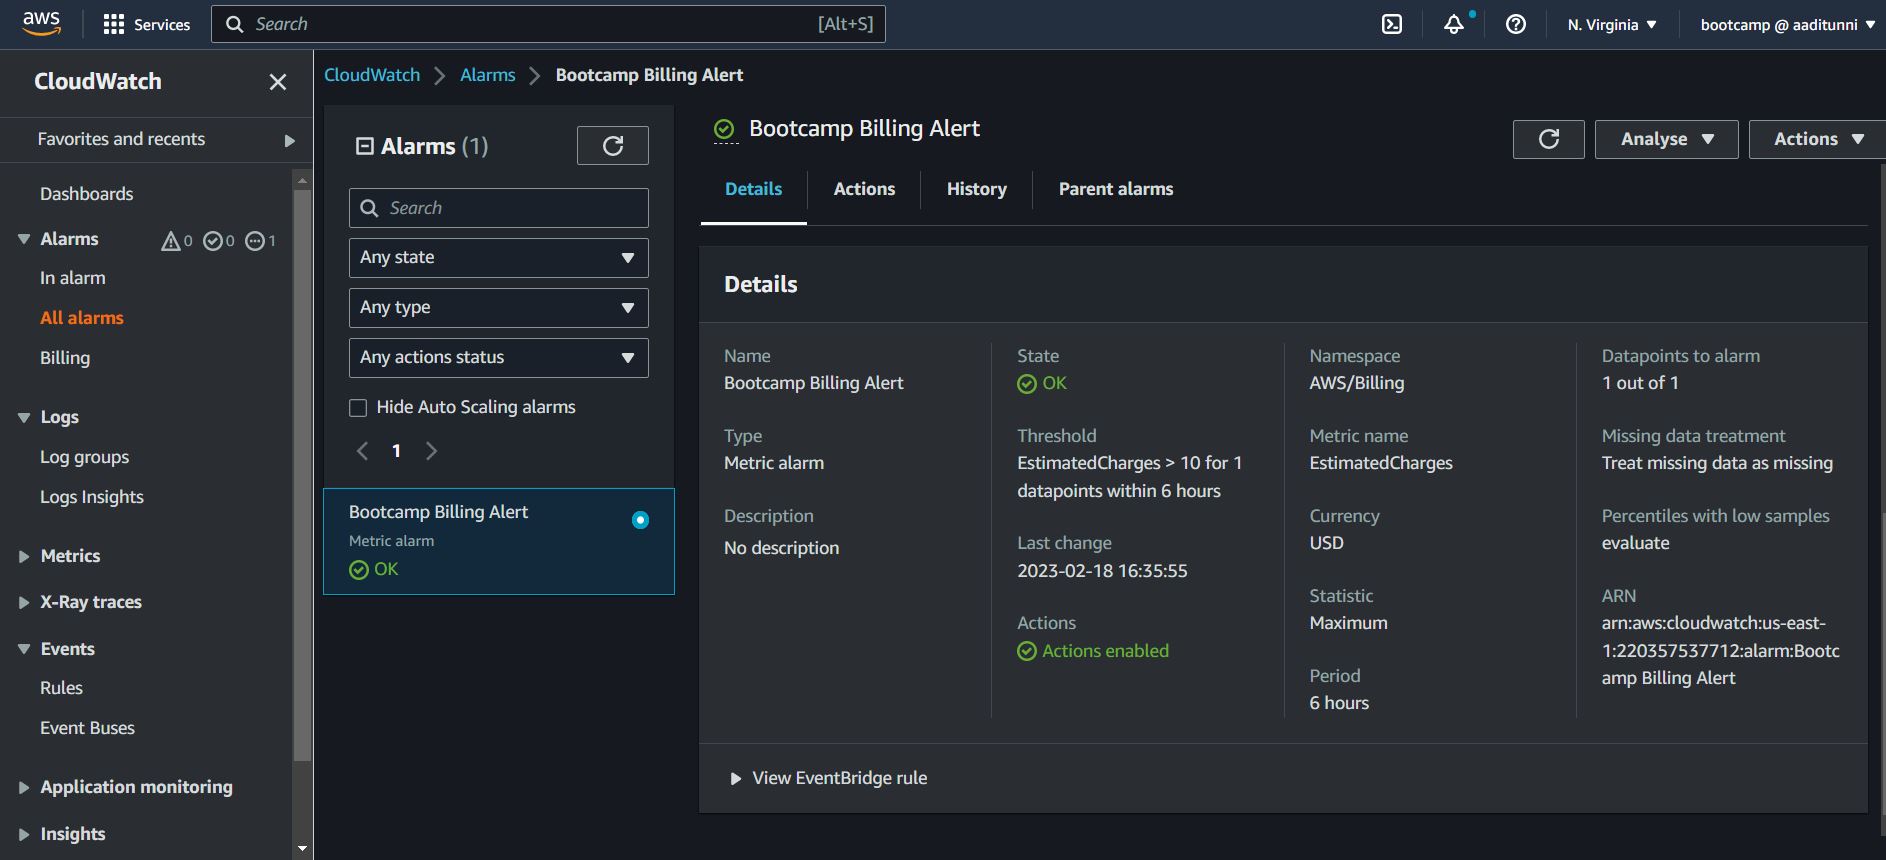 aws
Services
Search
[Alt+S]
N. Virginia
bootcamp @ aaditunni
CloudWatch
Favorites and recents
Dashboards
Alarms
0
0
1
In alarm
All alarms
Billing
Logs
Log groups
Logs Insights
Metrics
X-Ray traces
Events
Rules
Event Buses
Application monitoring
Insights
CloudWatch
Alarms
Bootcamp Billing Alert
Alarms (1)
Search
Any state
Any type
Any actions status
Hide Auto Scaling alarms
1
Bootcamp Billing Alert
Metric alarm
OK
Bootcamp Billing Alert
Analyse
Actions
Details
Actions
History
Parent alarms
Details
Name
Bootcamp Billing Alert
Type
Metric alarm
Description
No description
State
OK
Threshold
EstimatedCharges > 10 for 1
datapoints within 6 hours
Last change
2023-02-18 16:35:55
Actions
Actions enabled
Namespace
AWS/Billing
Metric name
EstimatedCharges
Currency
USD
Statistic
Maximum
Period
6 hours
Datapoints to alarm
1 out of 1
Missing data treatment
Treat missing data as missing
Percentiles with low samples
evaluate
ARN
arn:aws:cloudwatch:us-east-
1:220357537712:alarm:Bootc
amp Billing Alert
View EventBridge rule